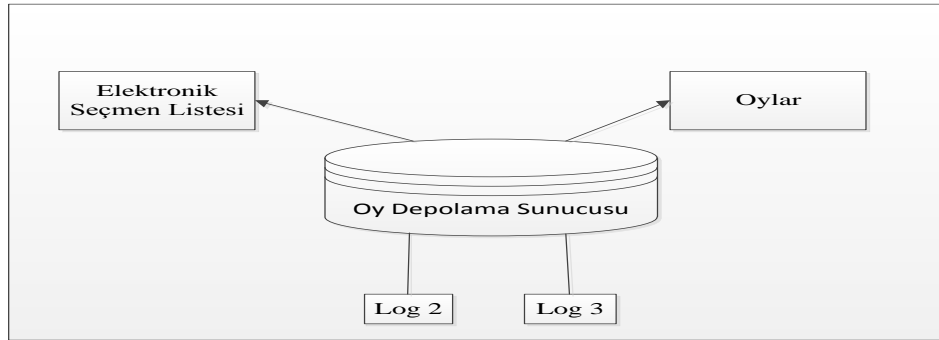 Elektronik
Seçmen Listesi
Oylar
Oy Depolama Sunucusu
Log 2
Log 3